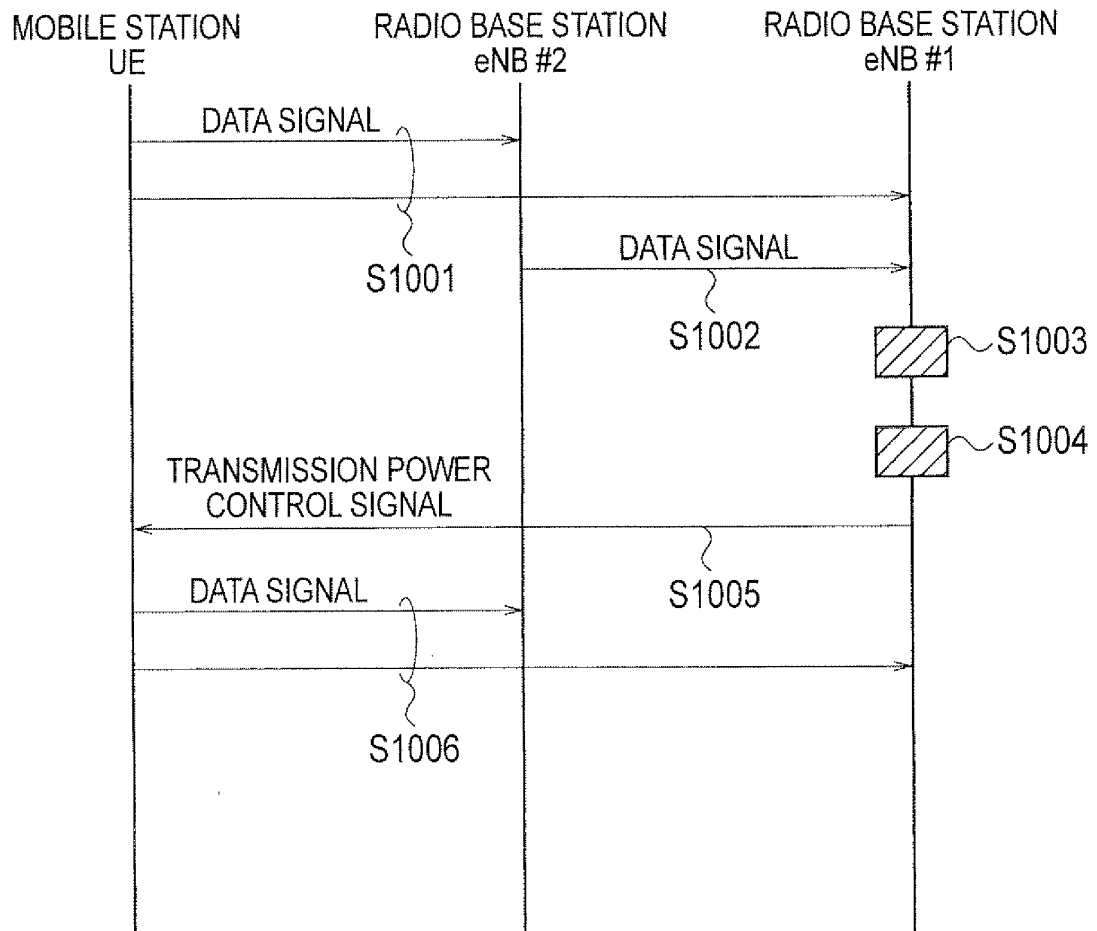 MOBILE STATION
UE
RADIO BASE STATION
eNB #2
RADIO BASE STATION
eNB #1
DATA SIGNAL
S1001
DATA SIGNAL
S1002
S1003
S1004
TRANSMISSION POWER
CONTROL SIGNAL
S1005
DATA SIGNAL
S1006